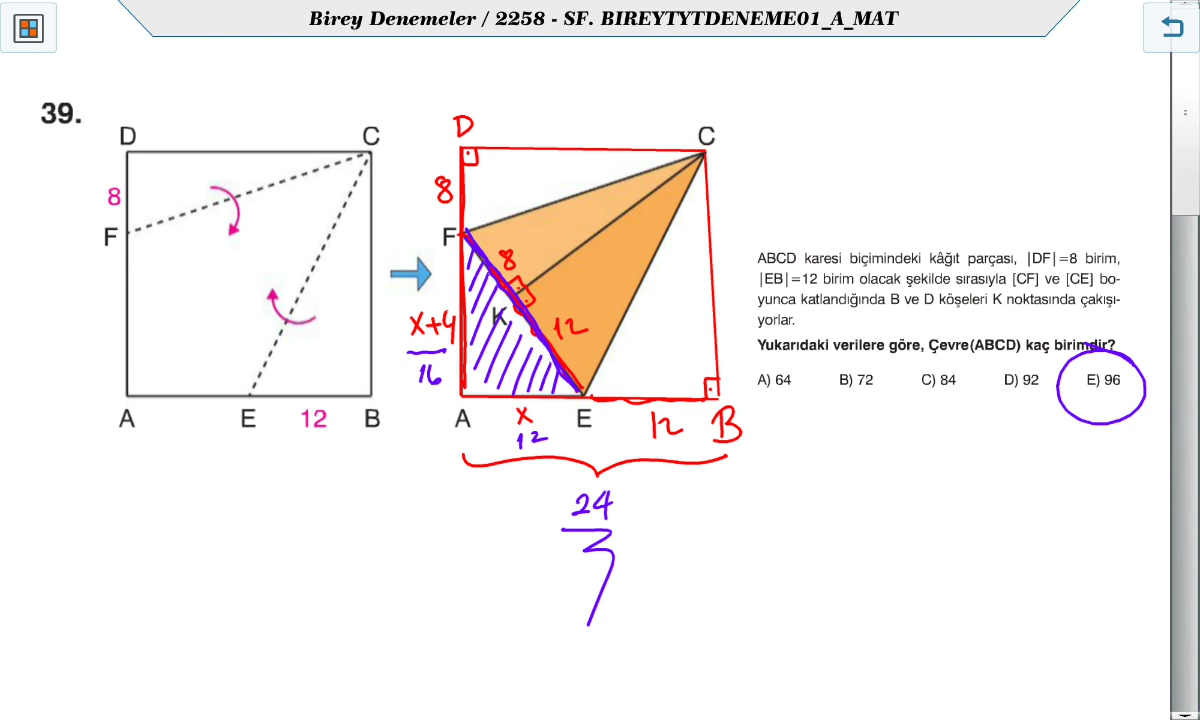 Birey Denemeler / 2258 - SF. BIREYTYTDENEME01_A_MAT
39.
D C
8
F
A E 12 B
D C
8
F
8
K
12
x+4
16
A x E 12 B
12
24
ABCD karesi biçimindeki kâğıt parçası, |DF|=8 birim,
|EB|=12 birim olacak şekilde sırasıyla [CF] ve [CE] bo-
yunca katlandığında B ve D köşeleri K noktasında çakışı-
yorlar.
Yukarıdaki verilere göre, Çevre(ABCD) kaç birimdir?
A) 64 B) 72 C) 84 D) 92 E) 96